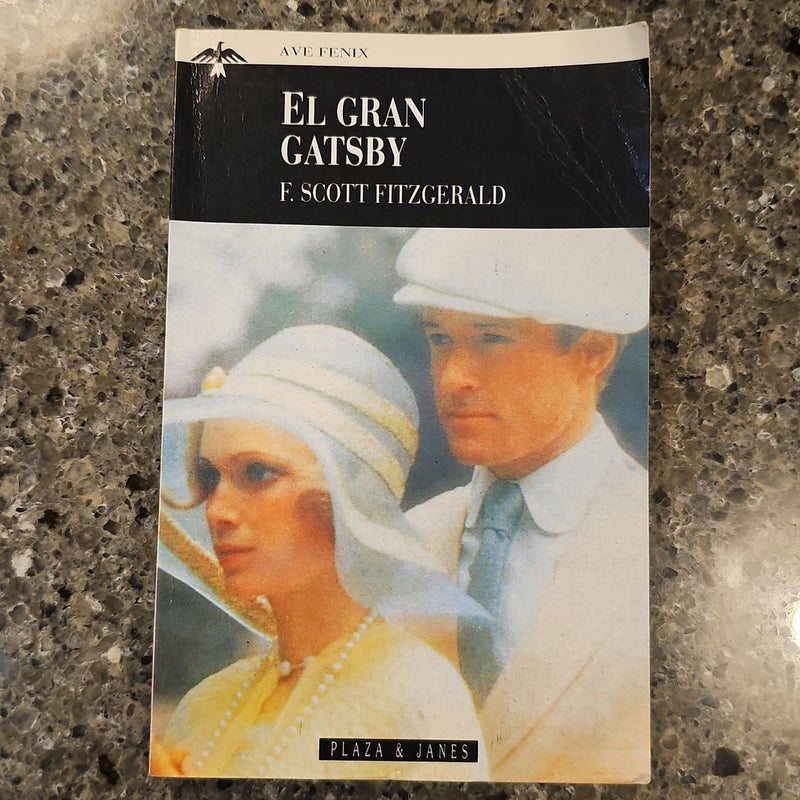 AVE FENIX
EL GRAN
GATSBY
F. SCOTT FITZGERALD
PLAZA & JANES